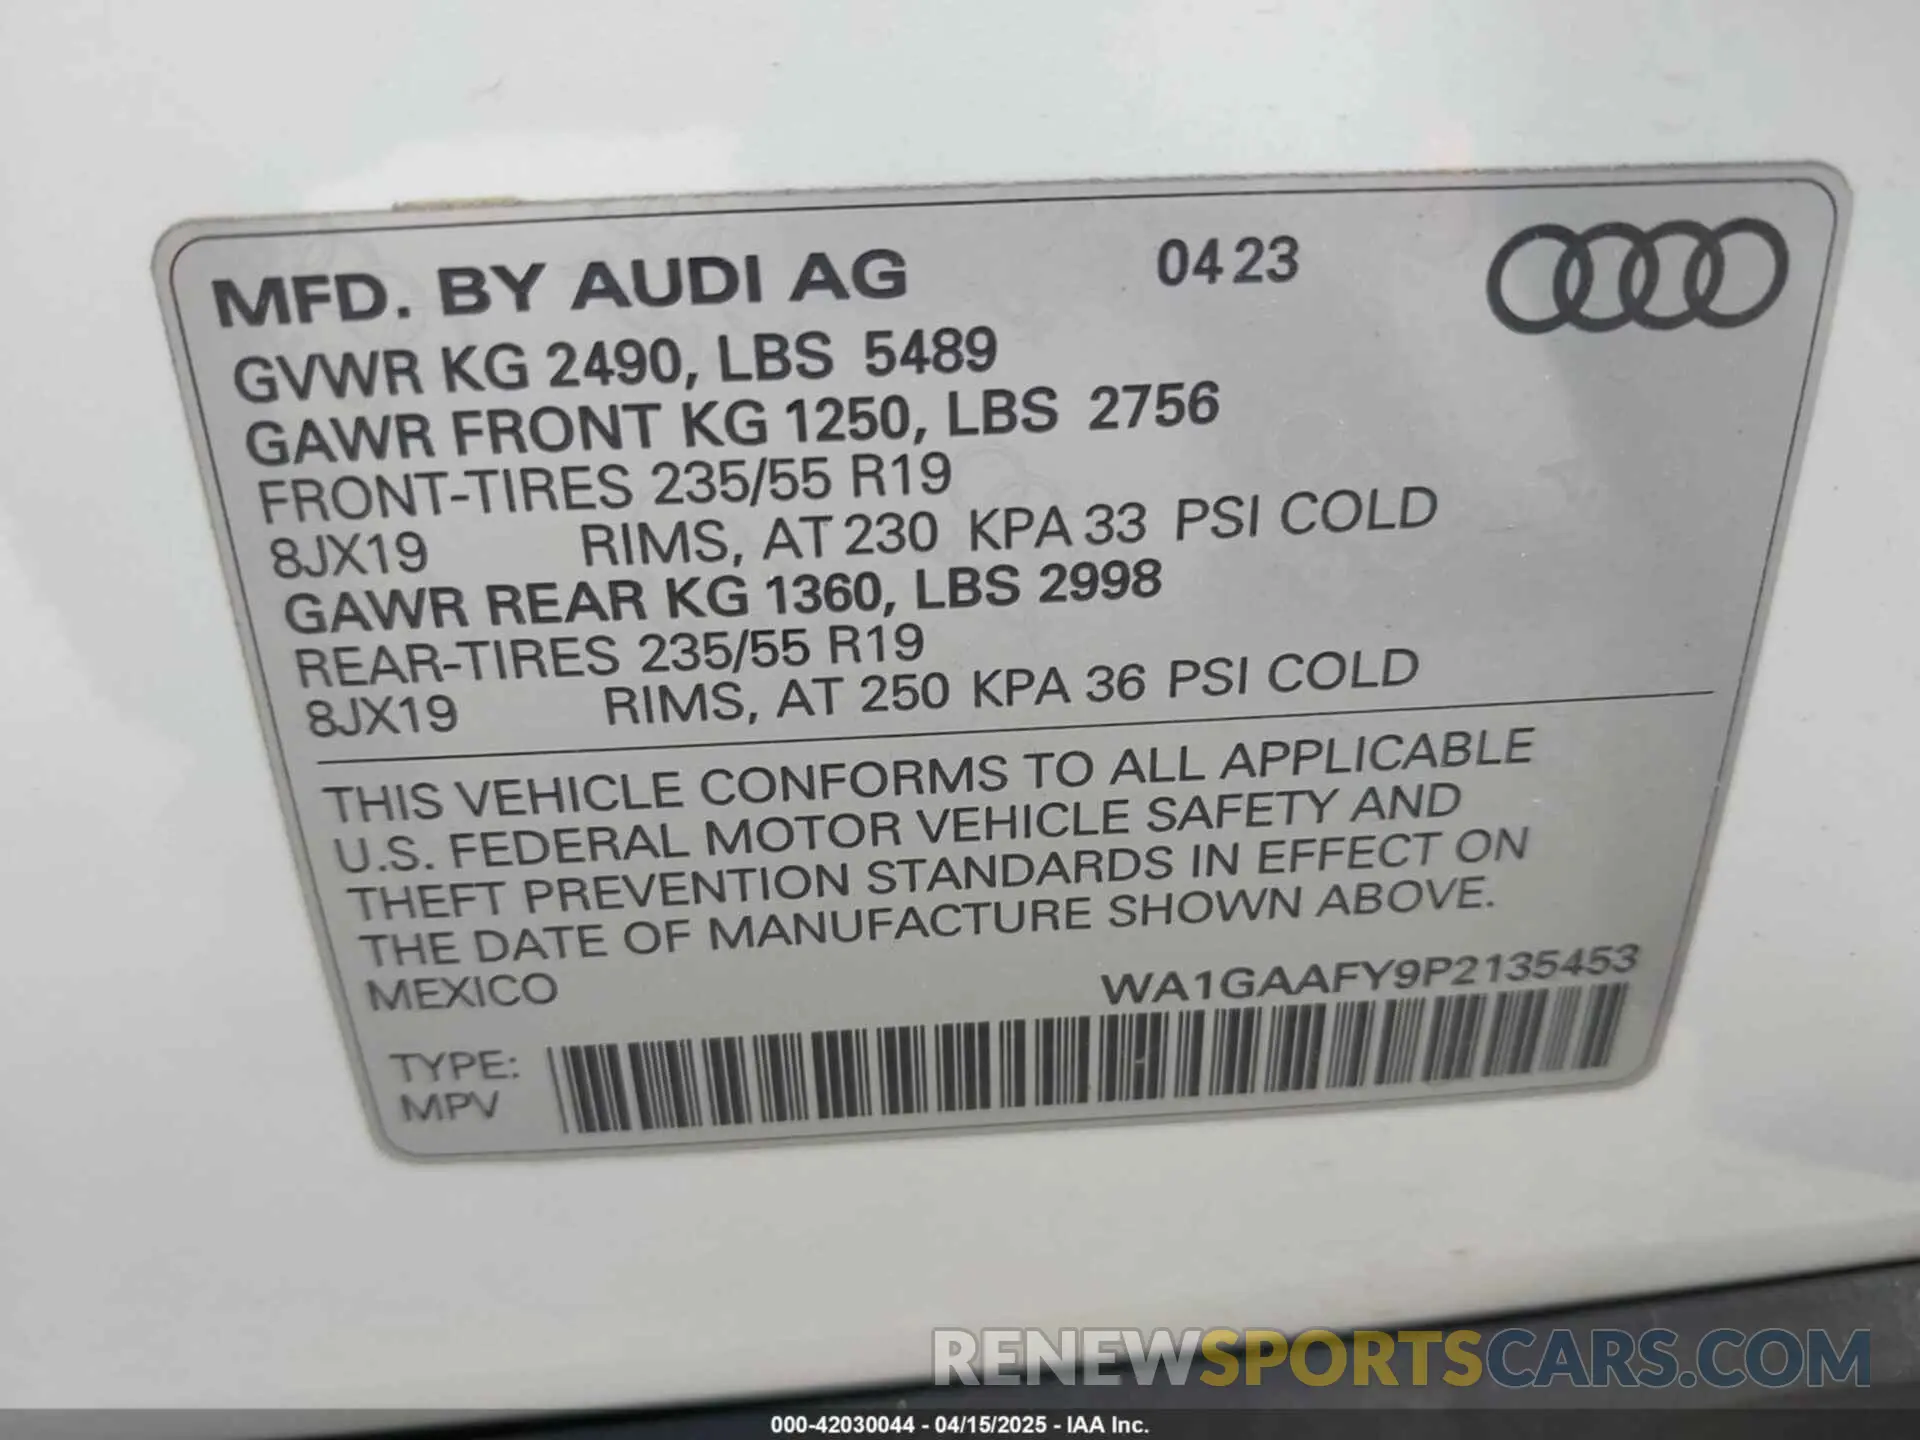 MFD. BY AUDI AG 0423
GVWR KG 2490, LBS 5489
GAWR FRONT KG 1250, LBS 2756
FRONT-TIRES 235/55 R19
8JX19 RIMS, AT 230 KPA 33 PSI COLD
GAWR REAR KG 1360, LBS 2998
REAR-TIRES 235/55 R19
8JX19 RIMS, AT 250 KPA 36 PSI COLD
THIS VEHICLE CONFORMS TO ALL APPLICABLE
U.S. FEDERAL MOTOR VEHICLE SAFETY AND
THEFT PREVENTION STANDARDS IN EFFECT ON
THE DATE OF MANUFACTURE SHOWN ABOVE.
MEXICO WA1GAAFY9P2135453
TYPE:
MPV
RENEWSPORTSCARS.COM
000-42030044 - 04/15/2025 - IAA Inc.